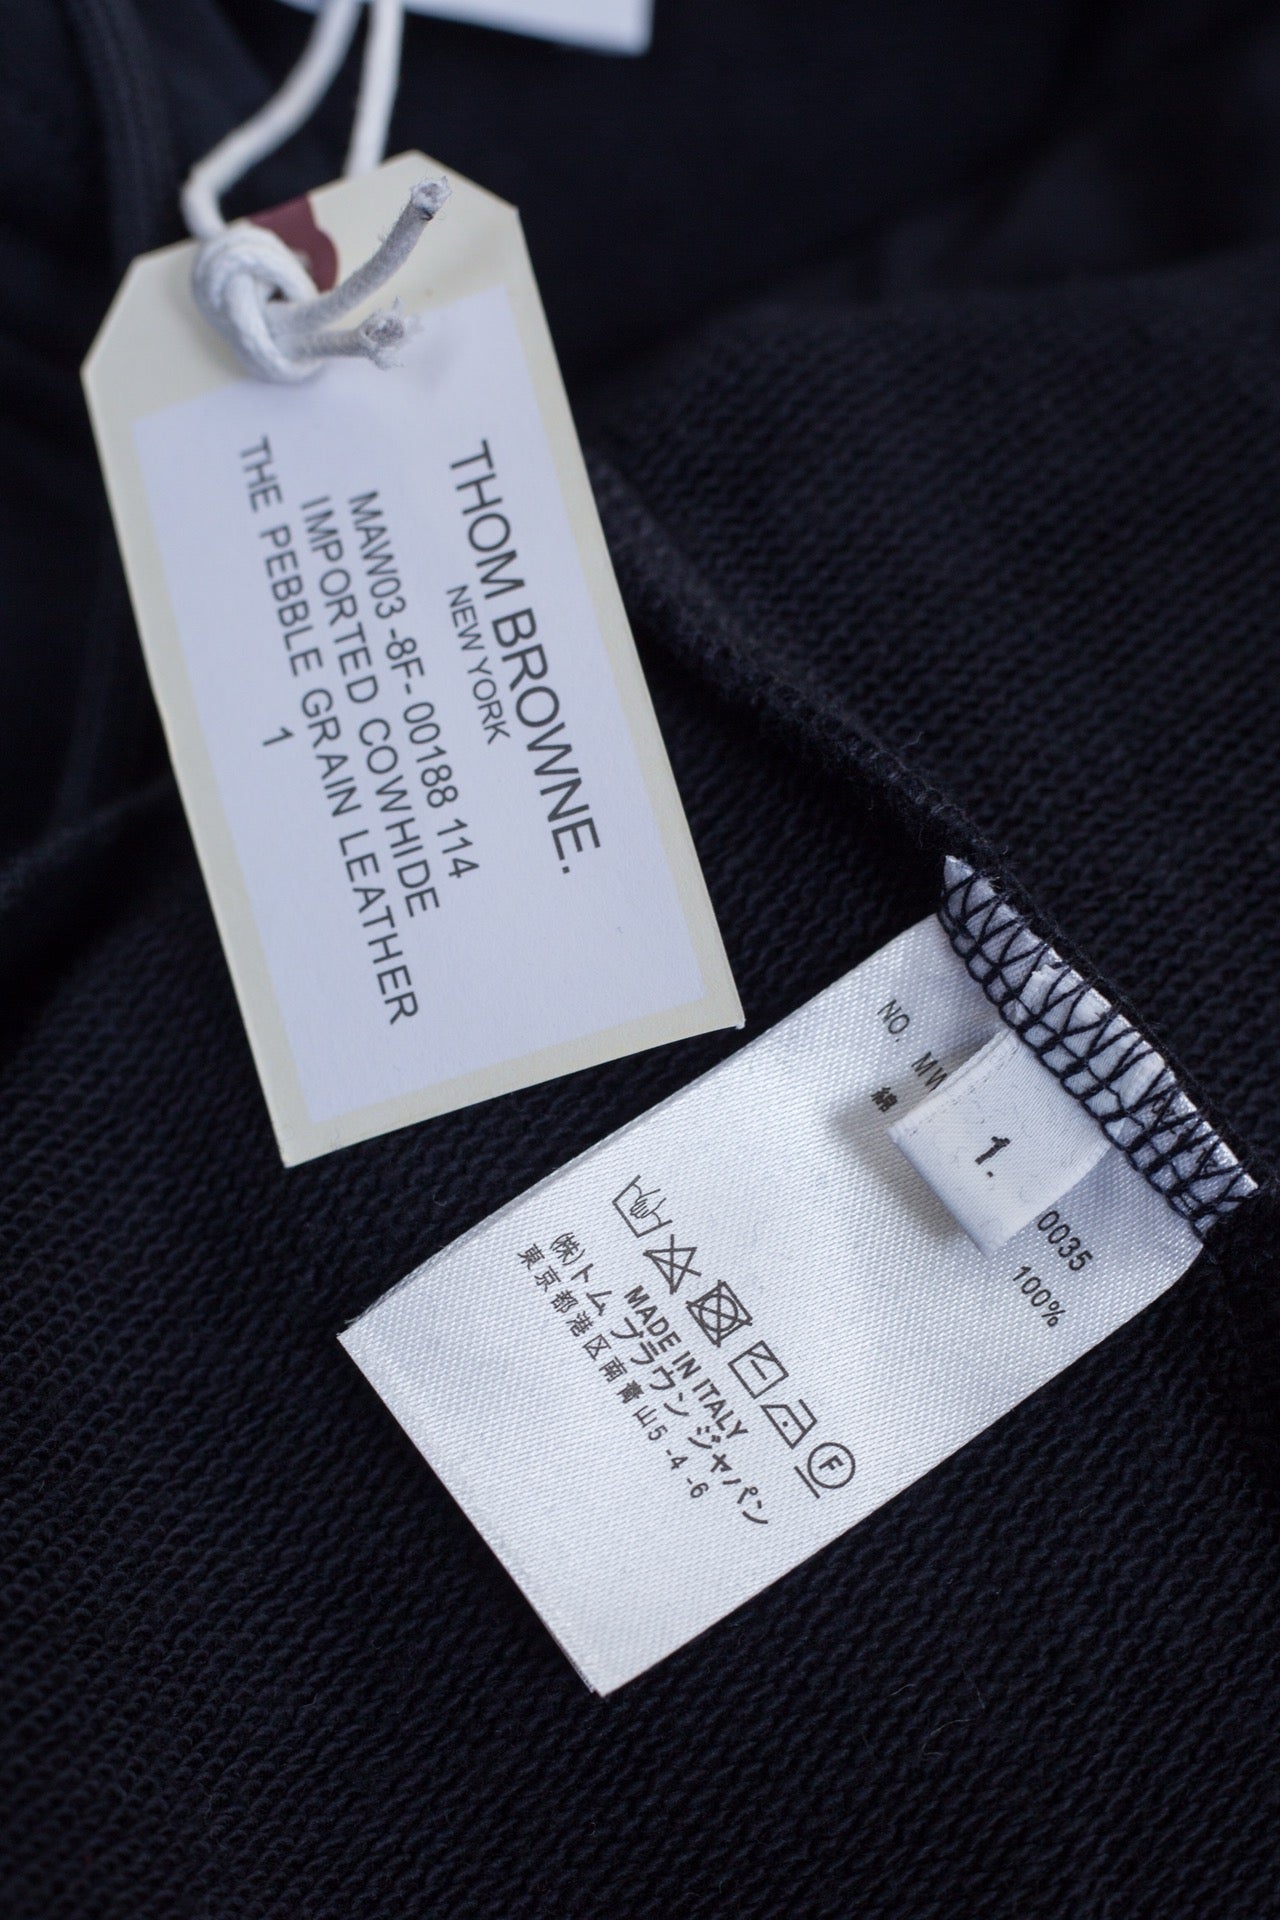 THOM BROWNE.
NEW YORK
MAW03 -8F- 00188 114
IMPORTED COWHIDE
THE PEBBLE GRAIN LEATHER
1
NO. MW
0035
綿
100%
1.
F
MADE IN ITALY
(株)トム ブラウン ジャパン
東京都港区南青山5 -4 -6